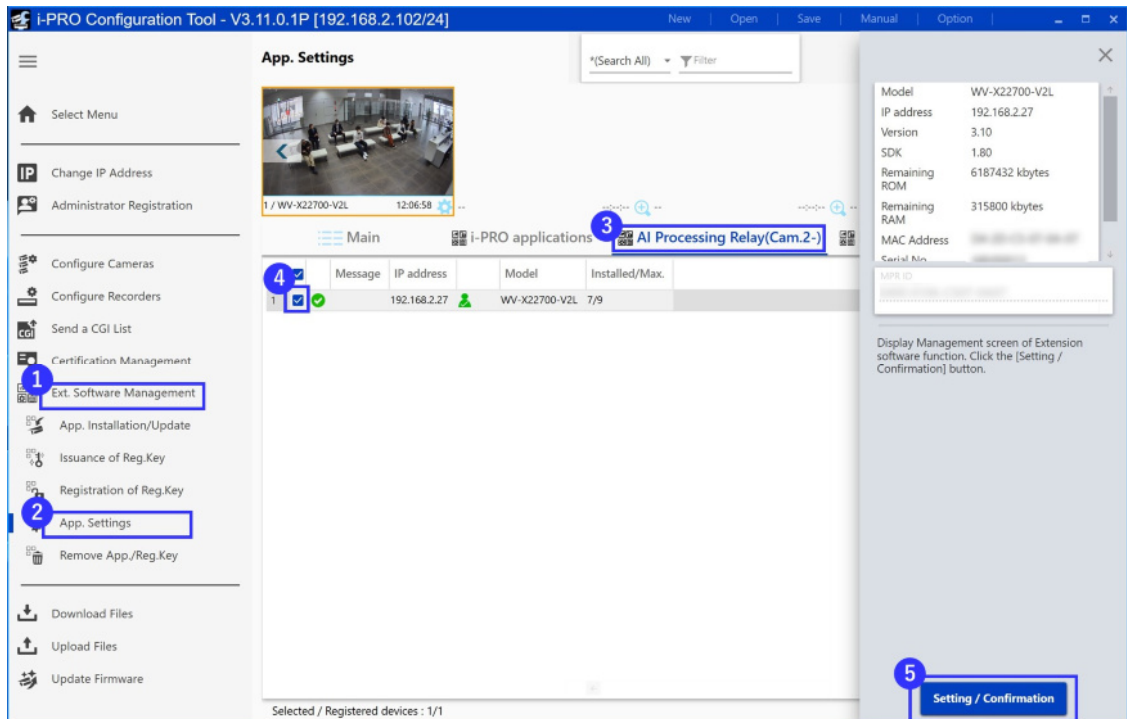 i-PRO Configuration Tool - V3.11.0.1P [192.168.2.102/24]
New | Open | Save | Manual | Option |
Select Menu
Change IP Address
Administrator Registration
Configure Cameras
Configure Recorders
CGI Send a CGI List
Certification Management
1
Ext. Software Management
App. Installation/Update
Issuance of Reg.Key
Registration of Reg.Key
2
App. Settings
Remove App./Reg.Key
Download Files
Upload Files
Update Firmware
App. Settings
*(Search All) Filter
1 / WV-X22700-V2L 12:06:58 -- --:--:-- -- --:--:-- --
Main i-PRO applications 3 AI Processing Relay(Cam.2-)
4
Message IP address Model Installed/Max.
1 192.168.2.27 WV-X22700-V2L 7/9
Selected / Registered devices : 1/1
Model WV-X22700-V2L
IP address 192.168.2.27
Version 3.10
SDK 1.80
Remaining ROM 6187432 kbytes
Remaining RAM 315800 kbytes
MAC Address
Serial No
MPR ID
Display Management screen of Extension
software function. Click the [Setting /
Confirmation] button.
5
Setting / Confirmation